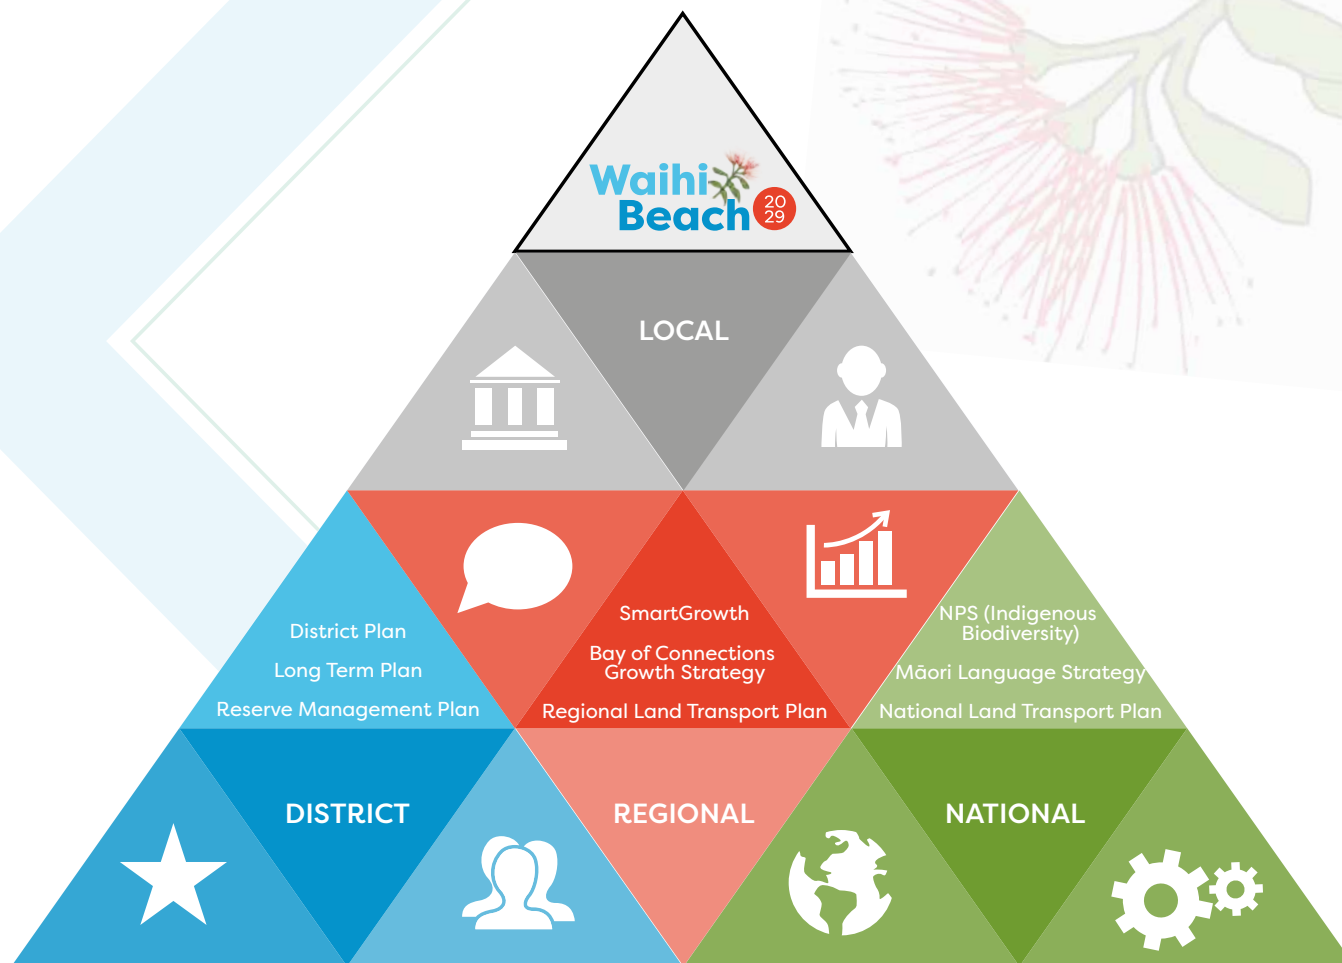 Waihi
Beach
20
29
LOCAL
District Plan
Long Term Plan
Reserve Management Plan
SmartGrowth
Bay of Connections
Growth Strategy
Regional Land Transport Plan
NPS (Indigenous
Biodiversity)
Māori Language Strategy
National Land Transport Plan
DISTRICT
REGIONAL
NATIONAL